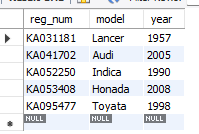 reg_num model year
KA031181 Lancer 1957
KA041702 Audi 2005
KA052250 Indica 1990
KA053408 Honada 2008
KA095477 Toyata 1998
NULL NULL NULL